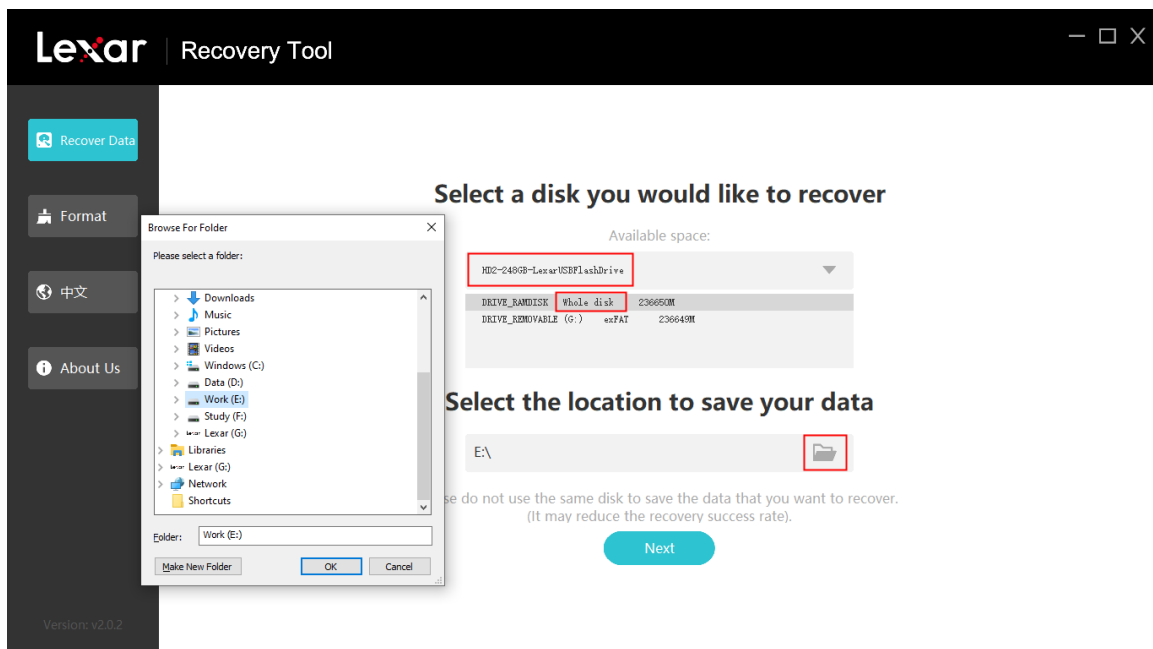 Lexar Recovery Tool
Recover Data
Format
中文
About Us
Version: v2.0.2
Browse For Folder
Please select a folder:
Downloads
Music
Pictures
Videos
Windows (C:)
Data (D:)
Work (E:)
Study (F:)
Lexar Lexar (G:)
Libraries
Lexar Lexar (G:)
Network
Shortcuts
Folder: Work (E:)
Make New Folder OK Cancel
Select a disk you would like to recover
Available space:
HD2-248GB-LexarUSBFlashDrive
DRIVE_RAMDISK Whole disk 236650M
DRIVE_REMOVABLE (G:) exFAT 236649M
Select the location to save your data
E:\
se do not use the same disk to save the data that you want to recover.
(It may reduce the recovery success rate).
Next